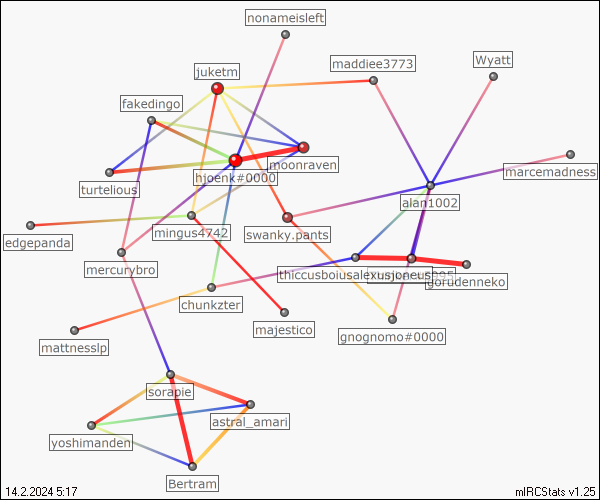 nonameisleft
maddiee3773
Wyatt
juketm
fakedingo
moonraven
hjoenk#0000
marcemadness
turtelious
alan1002
mingus4742
swanky.pants
edgepanda
mercurybro
gorudenneko
chunkzter
majestico
gnognomo#0000
mattnesslp
sorapie
astral_amari
yoshimanden
Bertram
14.2.2024 5:17
mIRCStats v1.25